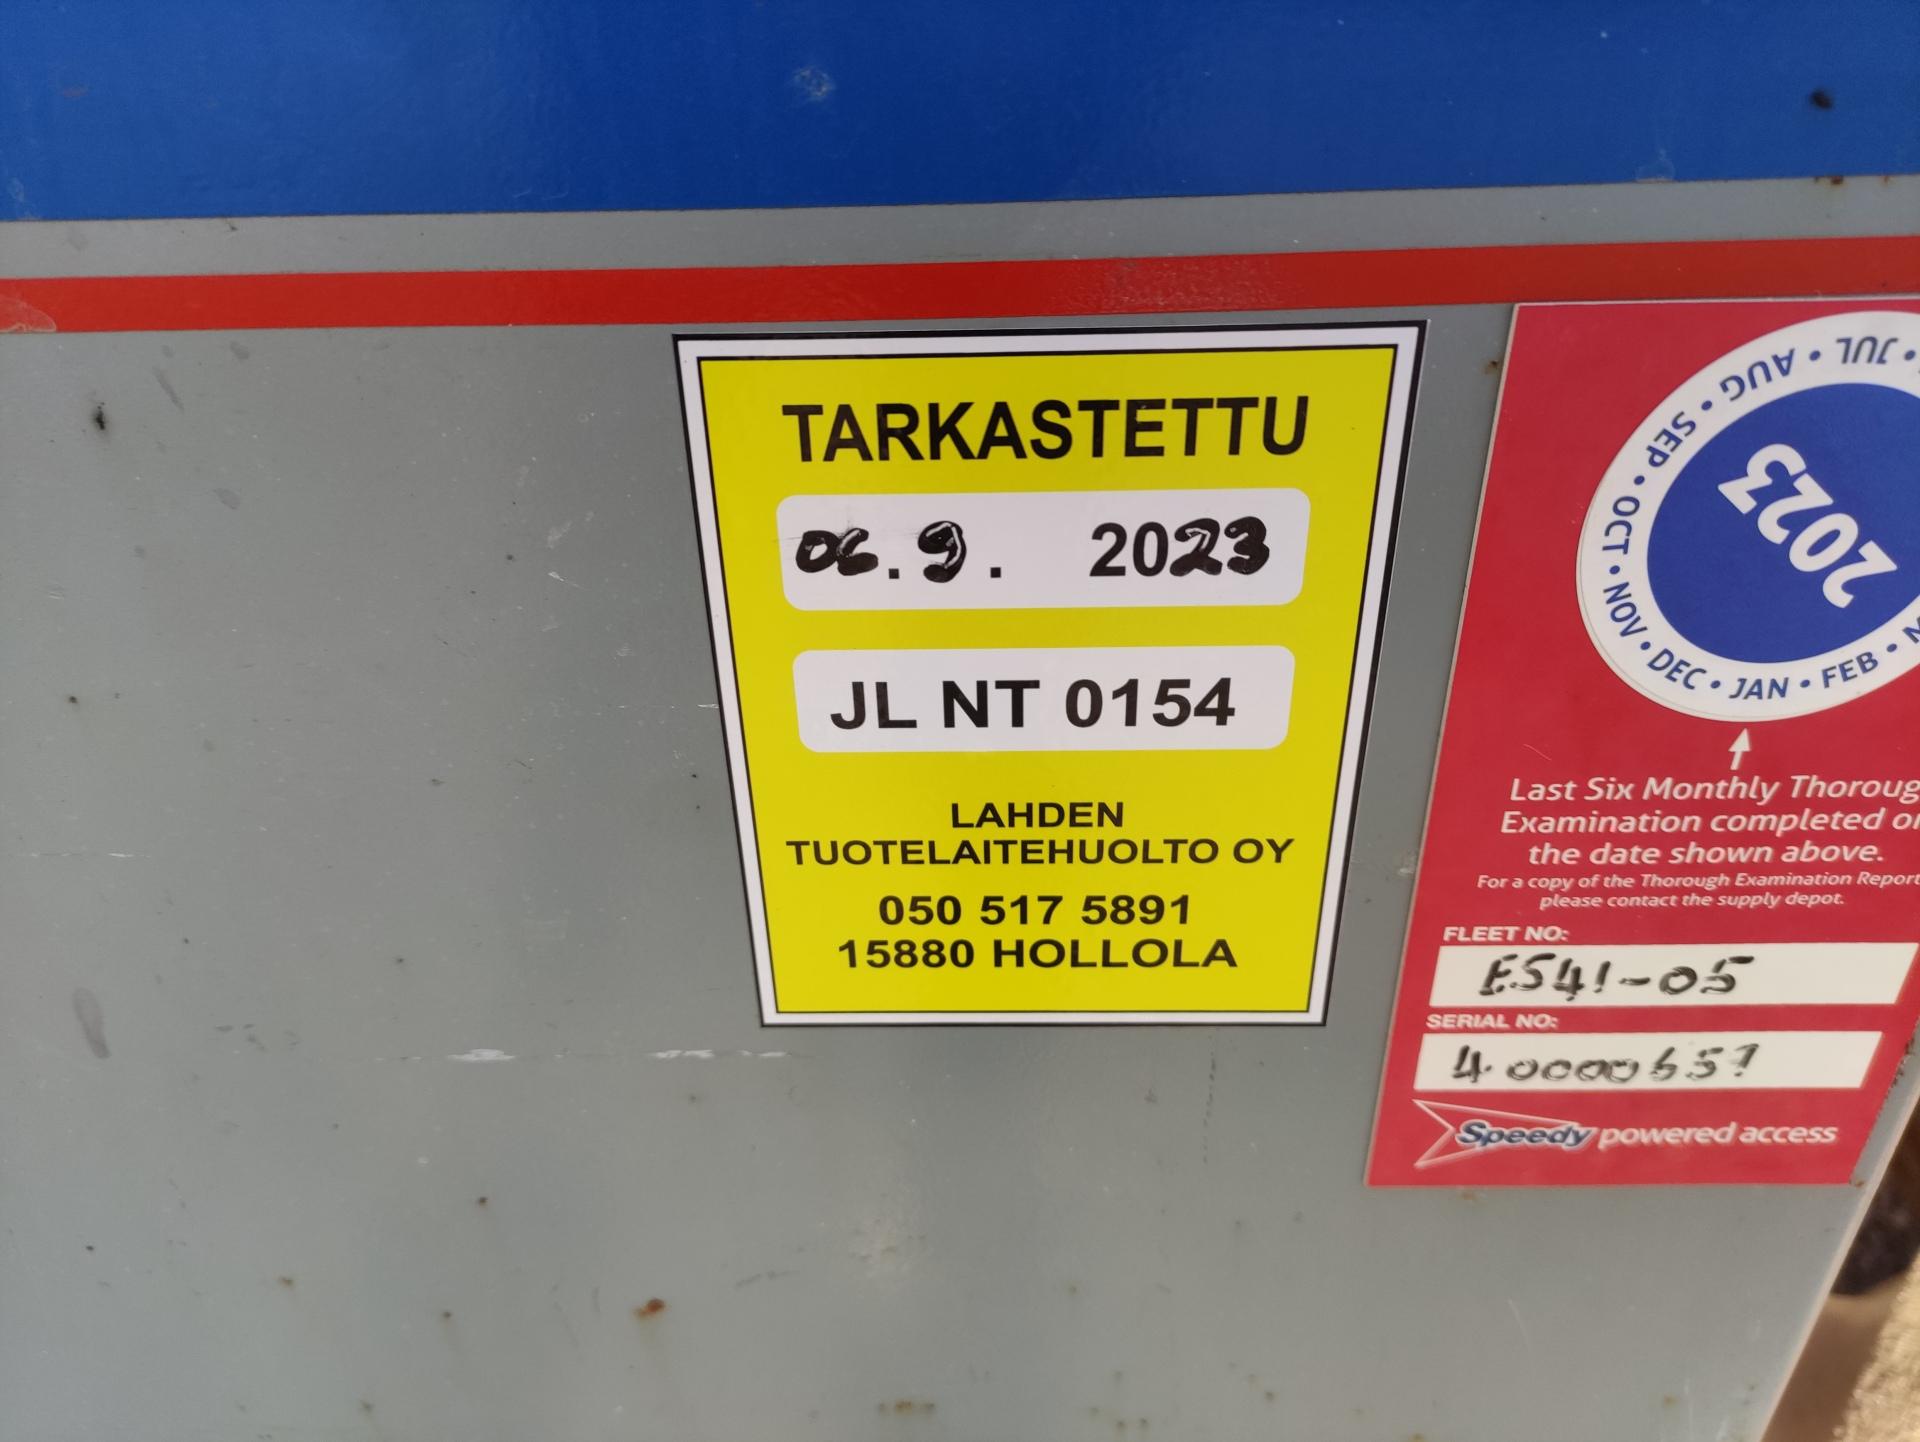 TARKASTETTU
06.9. 2023
JL NT 0154
LAHDEN
TUOTELAITEHUOLTO OY
050 517 5891
15880 HOLLOLA
JUL • AUG • SEP • OCT • NOV • DEC • JAN • FEB •
2023
Last Six Monthly Thoroug
Examination completed on
the date shown above.
For a copy of the Thorough Examination Report
please contact the supply depot.
FLEET NO:
ES41-05
SERIAL NO:
Speedy powered access